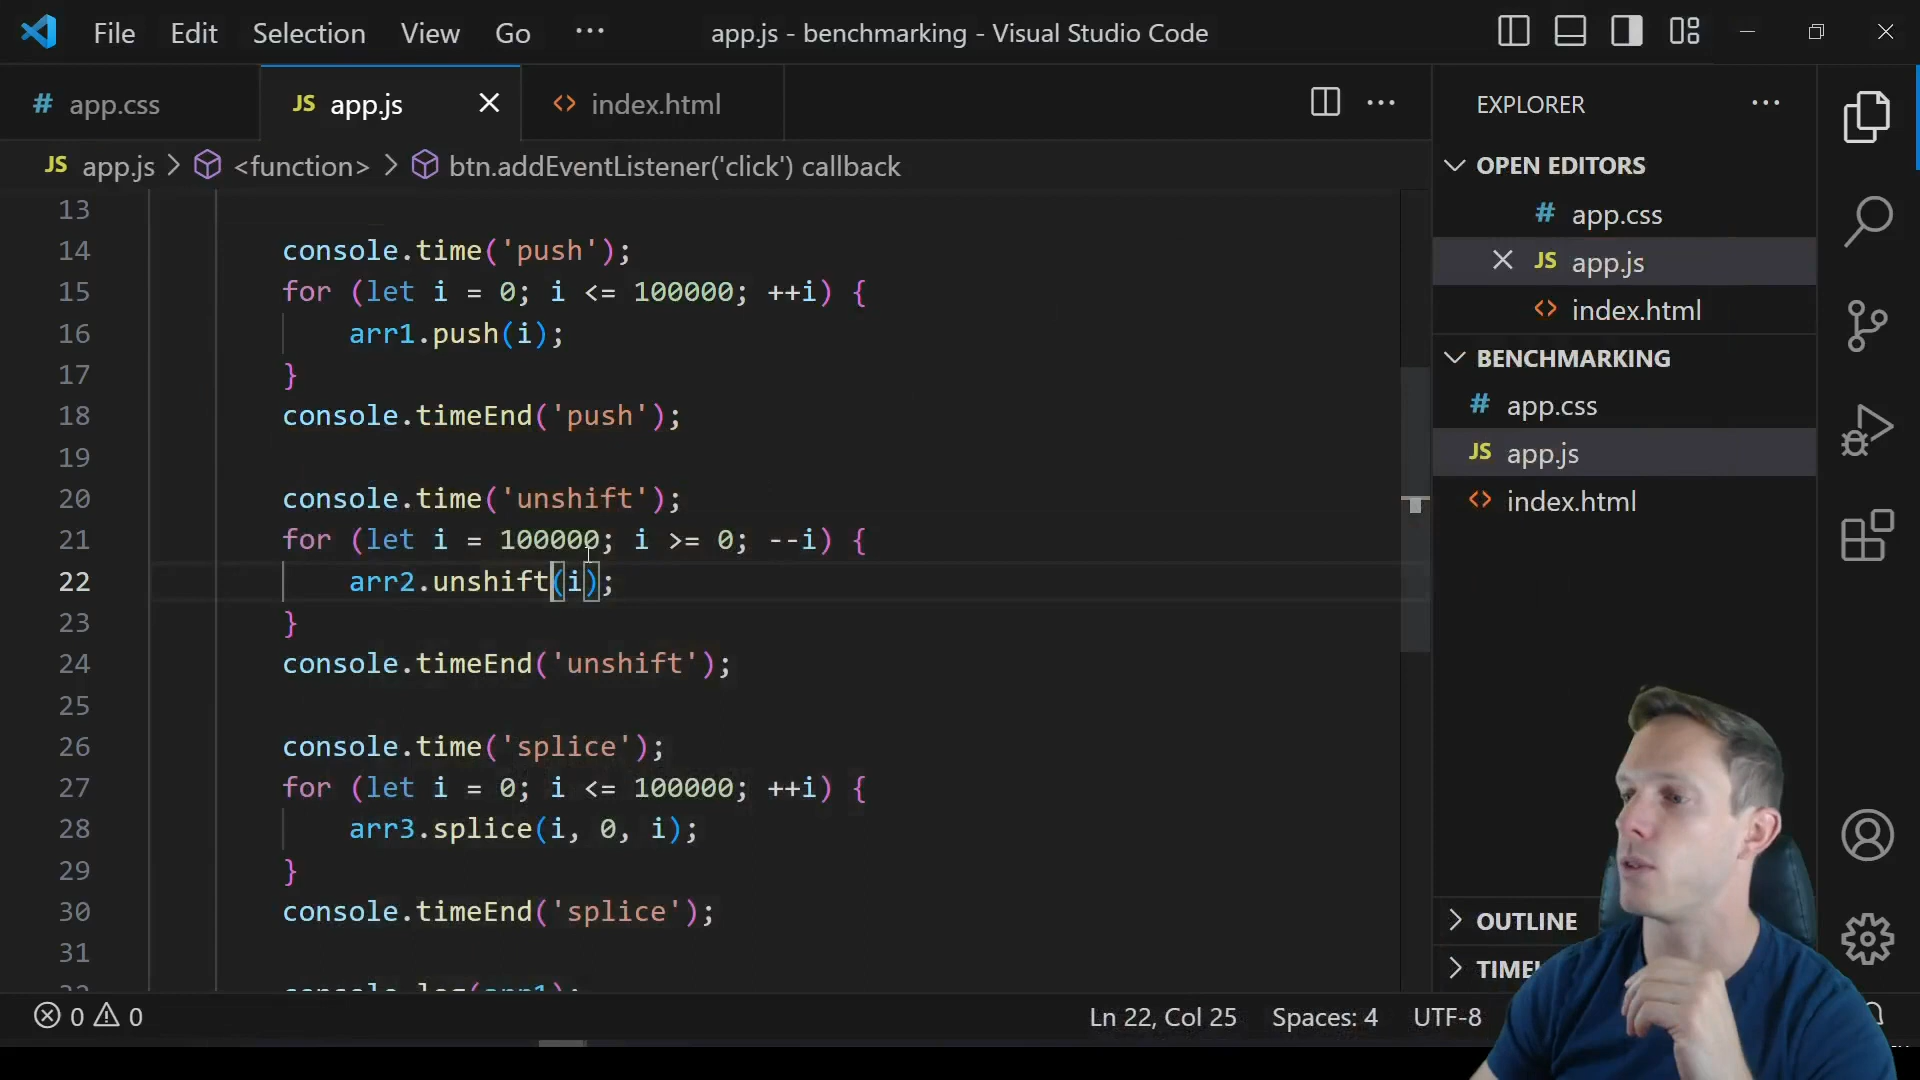 File Edit Selection View Go ··· app.js - benchmarking - Visual Studio Code
# app.css JS app.js <> index.html
JS app.js > <function> > btn.addEventListener('click') callback
13
14 console.time('push');
15 for (let i = 0; i <= 100000; ++i) {
16 arr1.push(i);
17 }
18 console.timeEnd('push');
19
20 console.time('unshift');
21 for (let i = 100000; i >= 0; --i) {
22 arr2.unshift(i);
23 }
24 console.timeEnd('unshift');
25
26 console.time('splice');
27 for (let i = 0; i <= 100000; ++i) {
28 arr3.splice(i, 0, i);
29 }
30 console.timeEnd('splice');
31
32 console.log(arr1);
EXPLORER
OPEN EDITORS
# app.css
JS app.js
<> index.html
BENCHMARKING
# app.css
JS app.js
<> index.html
OUTLINE
0 0 Ln 22, Col 25 Spaces: 4 UTF-8